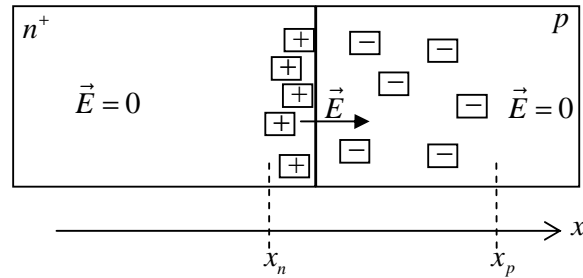 n⁺ p
+ −
+ −
+ −
E⃗ = 0 + E⃗ − E⃗ = 0
+ − −
x
xₙ xₚ